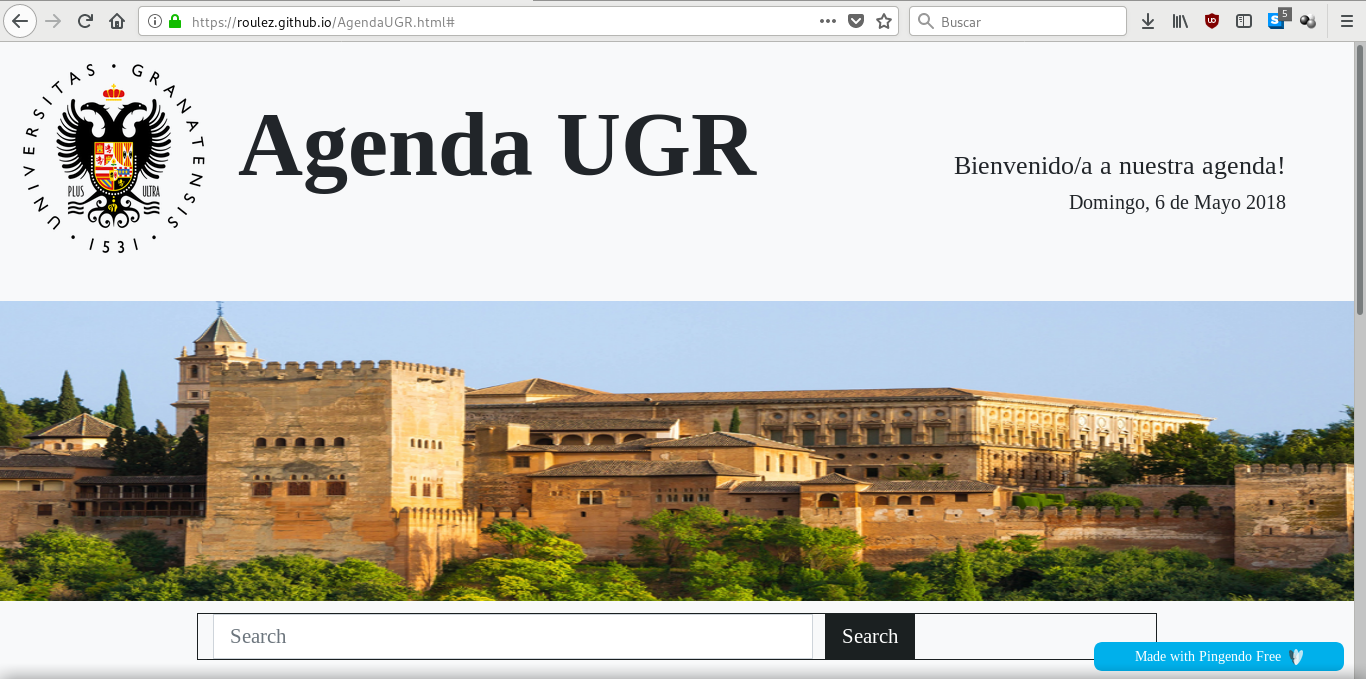 https://roulez.github.io/AgendaUGR.html#
Buscar
5
UNIVERSITAS · GRANATENSIS · 1531 ·
PLUS ULTRA
Agenda UGR
Bienvenido/a a nuestra agenda!
Domingo, 6 de Mayo 2018
Search
Search
Made with Pingendo Free